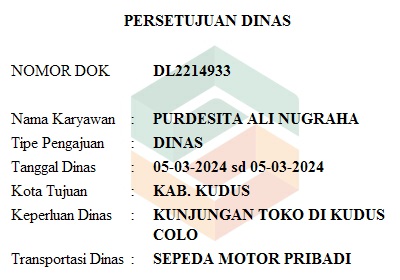 PERSETUJUAN DINAS
NOMOR DOK DL2214933
Nama Karyawan : PURDESITA ALI NUGRAHA
Tipe Pengajuan : DINAS
Tanggal Dinas : 05-03-2024 sd 05-03-2024
Kota Tujuan : KAB. KUDUS
Keperluan Dinas : KUNJUNGAN TOKO DI KUDUS
COLO
Transportasi Dinas : SEPEDA MOTOR PRIBADI